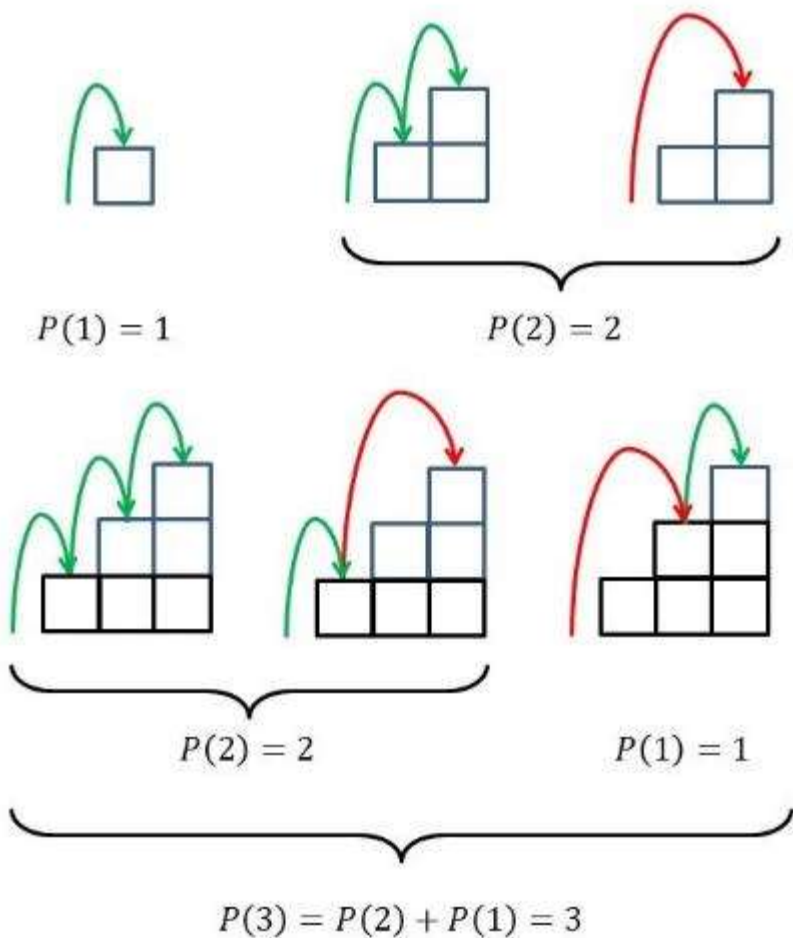 P(1) = 1
P(2) = 2
P(2) = 2
P(1) = 1
P(3) = P(2) + P(1) = 3